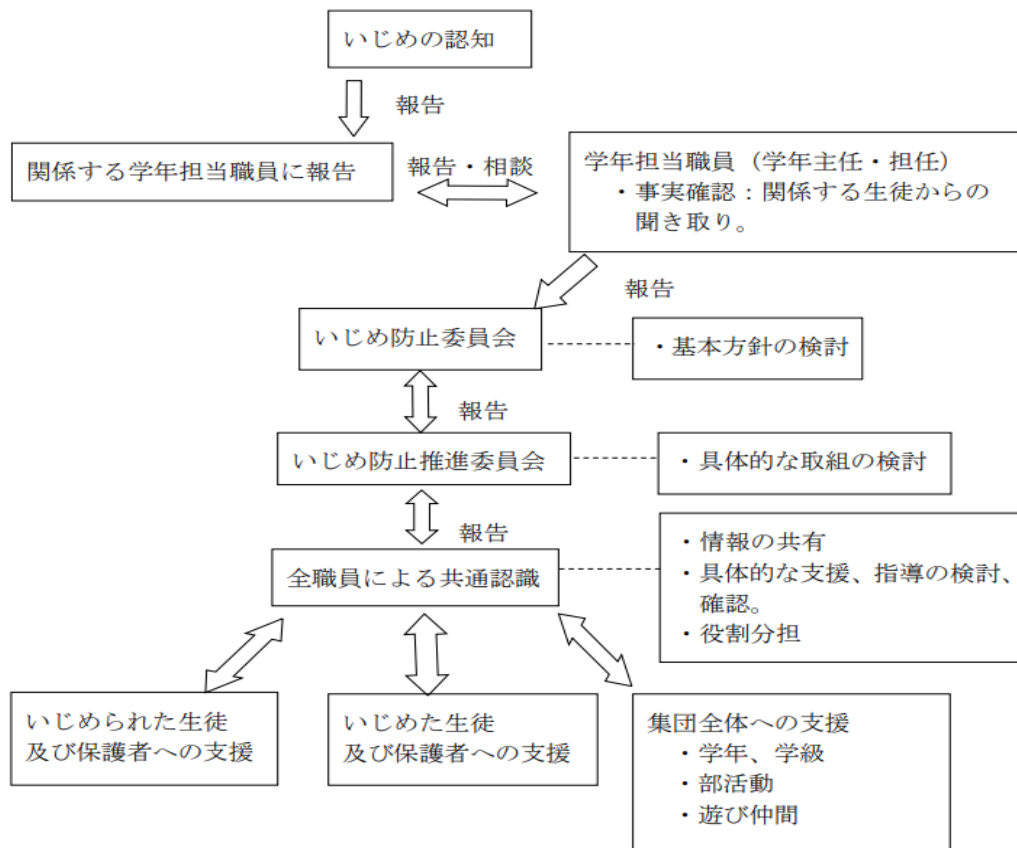 いじめの認知
報告
関係する学年担当職員に報告
報告・相談
学年担当職員（学年主任・担任）
・事実確認：関係する生徒からの
聞き取り。
報告
いじめ防止委員会
・基本方針の検討
報告
いじめ防止推進委員会
・具体的な取組の検討
報告
全職員による共通認識
・情報の共有
・具体的な支援、指導の検討、
確認。
・役割分担
いじめられた生徒
及び保護者への支援
いじめた生徒
及び保護者への支援
集団全体への支援
・学年、学級
・部活動
・遊び仲間